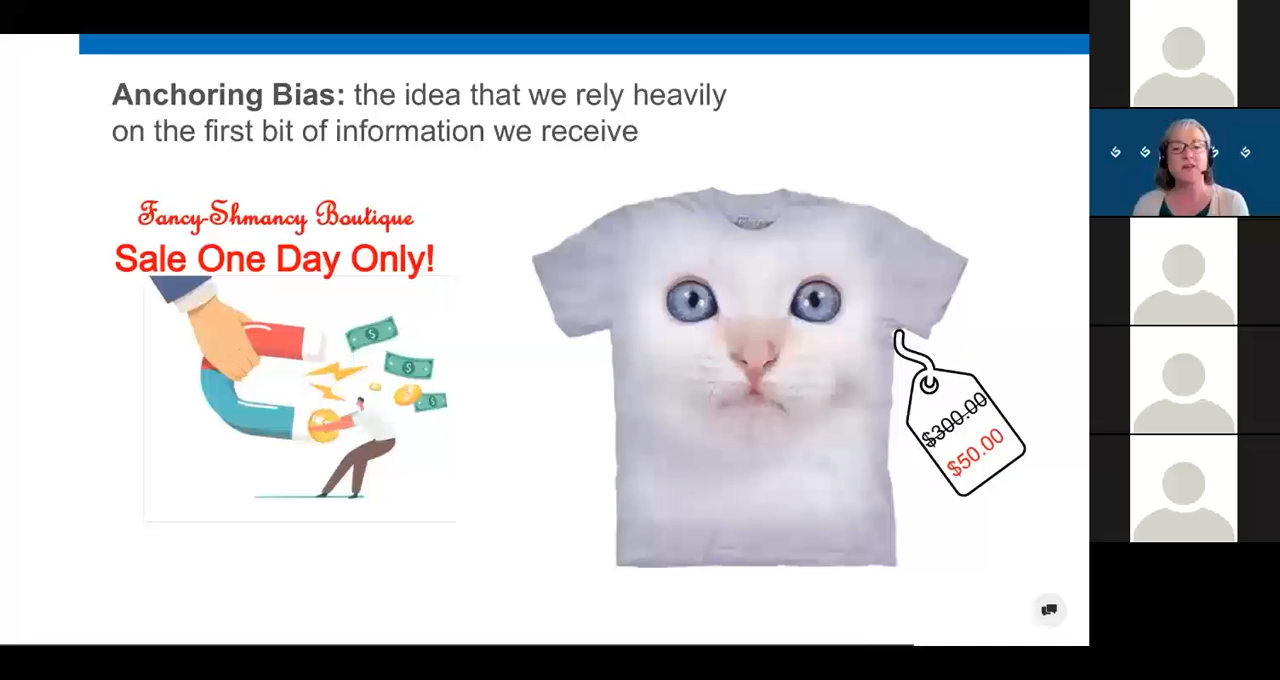 Anchoring Bias: the idea that we rely heavily
on the first bit of information we receive
Fancy-Shmancy Boutique
Sale One Day Only!
$300.00
$50.00